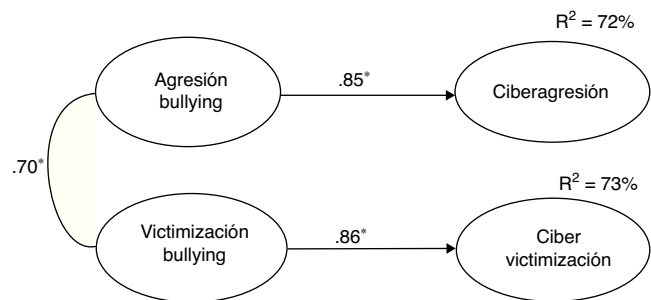 R² = 72%
Agresión
bullying
.85*
Ciberagresión
.70*
R² = 73%
Victimización
bullying
.86*
Ciber
victimización